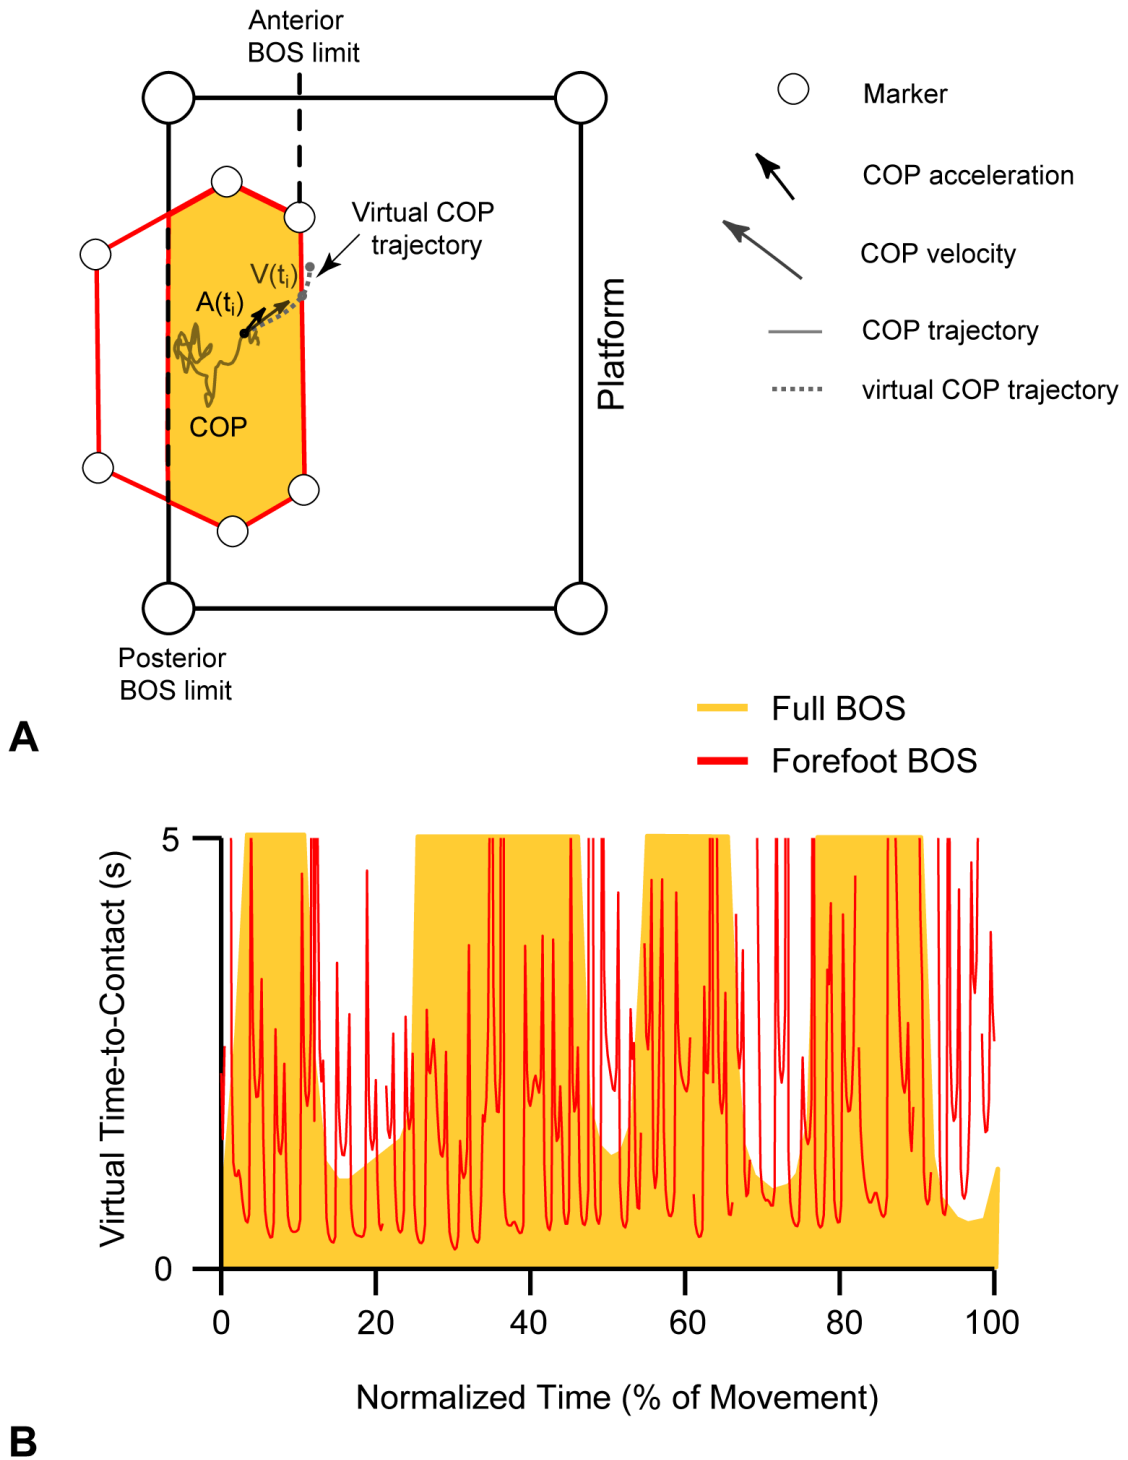 Anterior
BOS limit
Marker
COP acceleration
Virtual COP
trajectory
V(ti)
COP velocity
A(ti)
Platform
COP trajectory
virtual COP trajectory
COP
Posterior
BOS limit
A
Full BOS
Forefoot BOS
5
Virtual Time-to-Contact (s)
0
0 20 40 60 80 100
Normalized Time (% of Movement)
B